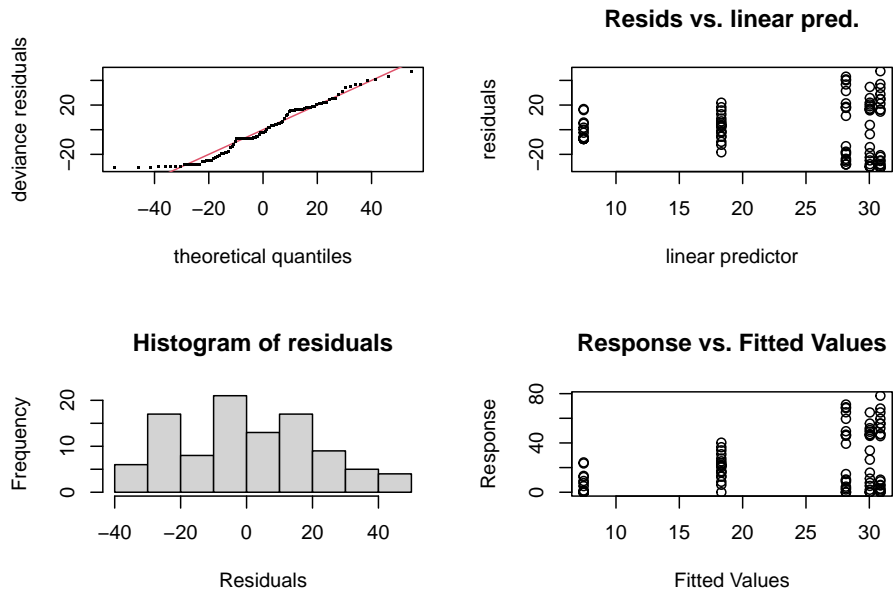 Resids vs. linear pred.
deviance residuals
−20
20
−40
−20
0
20
40
theoretical quantiles
residuals
−20
20
10
15
20
25
30
linear predictor
Histogram of residuals
Frequency
0
10
20
−40
−20
0
20
40
Residuals
Response vs. Fitted Values
Response
0
40
80
10
15
20
25
30
Fitted Values